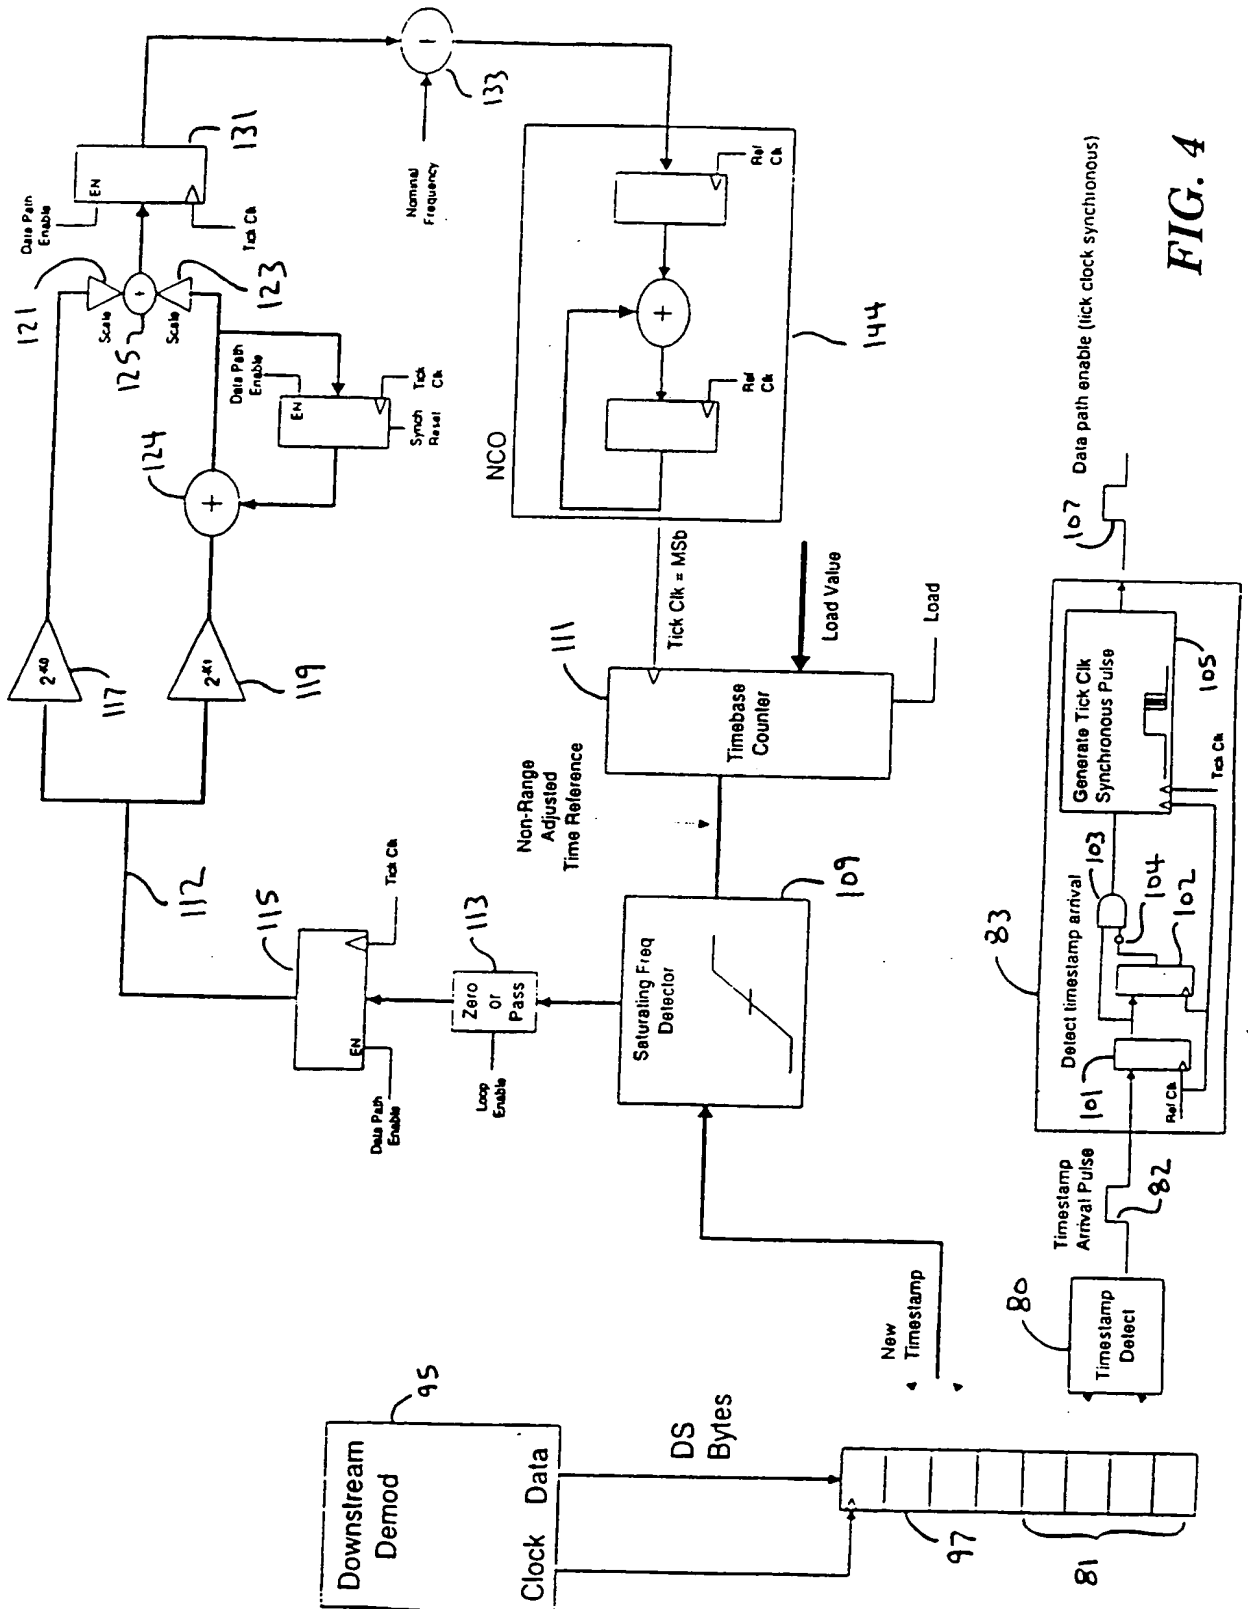 Downstream
Demod
Clock Data
95
DS
Bytes
97
81
New
Timestamp
80
Timestamp
Detect
Timestamp
Arrival Pulse
82
83
Detect timestamp arrival
101
Ref Clk
102
104
103
Generate Tick Clk
Synchronous Pulse
Tick Clk
105
107
Data path enable (tick clock synchronous)
Saturating Freq
Detector
109
Loop
Enable
Zero
or
Pass
113
Data Path
Enable
EN
115
Tick Clk
112
Non-Range
Adjusted
Time Reference
111
Timebase
Counter
Load Value
Load
Tick Clk = MSb
NCO
Ref
Clk
Ref
Clk
144
2-K0
117
2-K1
119
124
+
Data Path
Enable
EN
Synch
Reset
Tick
Clk
121
Scale
125
+
Scale
123
Data Path
Enable
EN
Tick Clk
131
Nominal
Frequency
133
+
FIG. 4